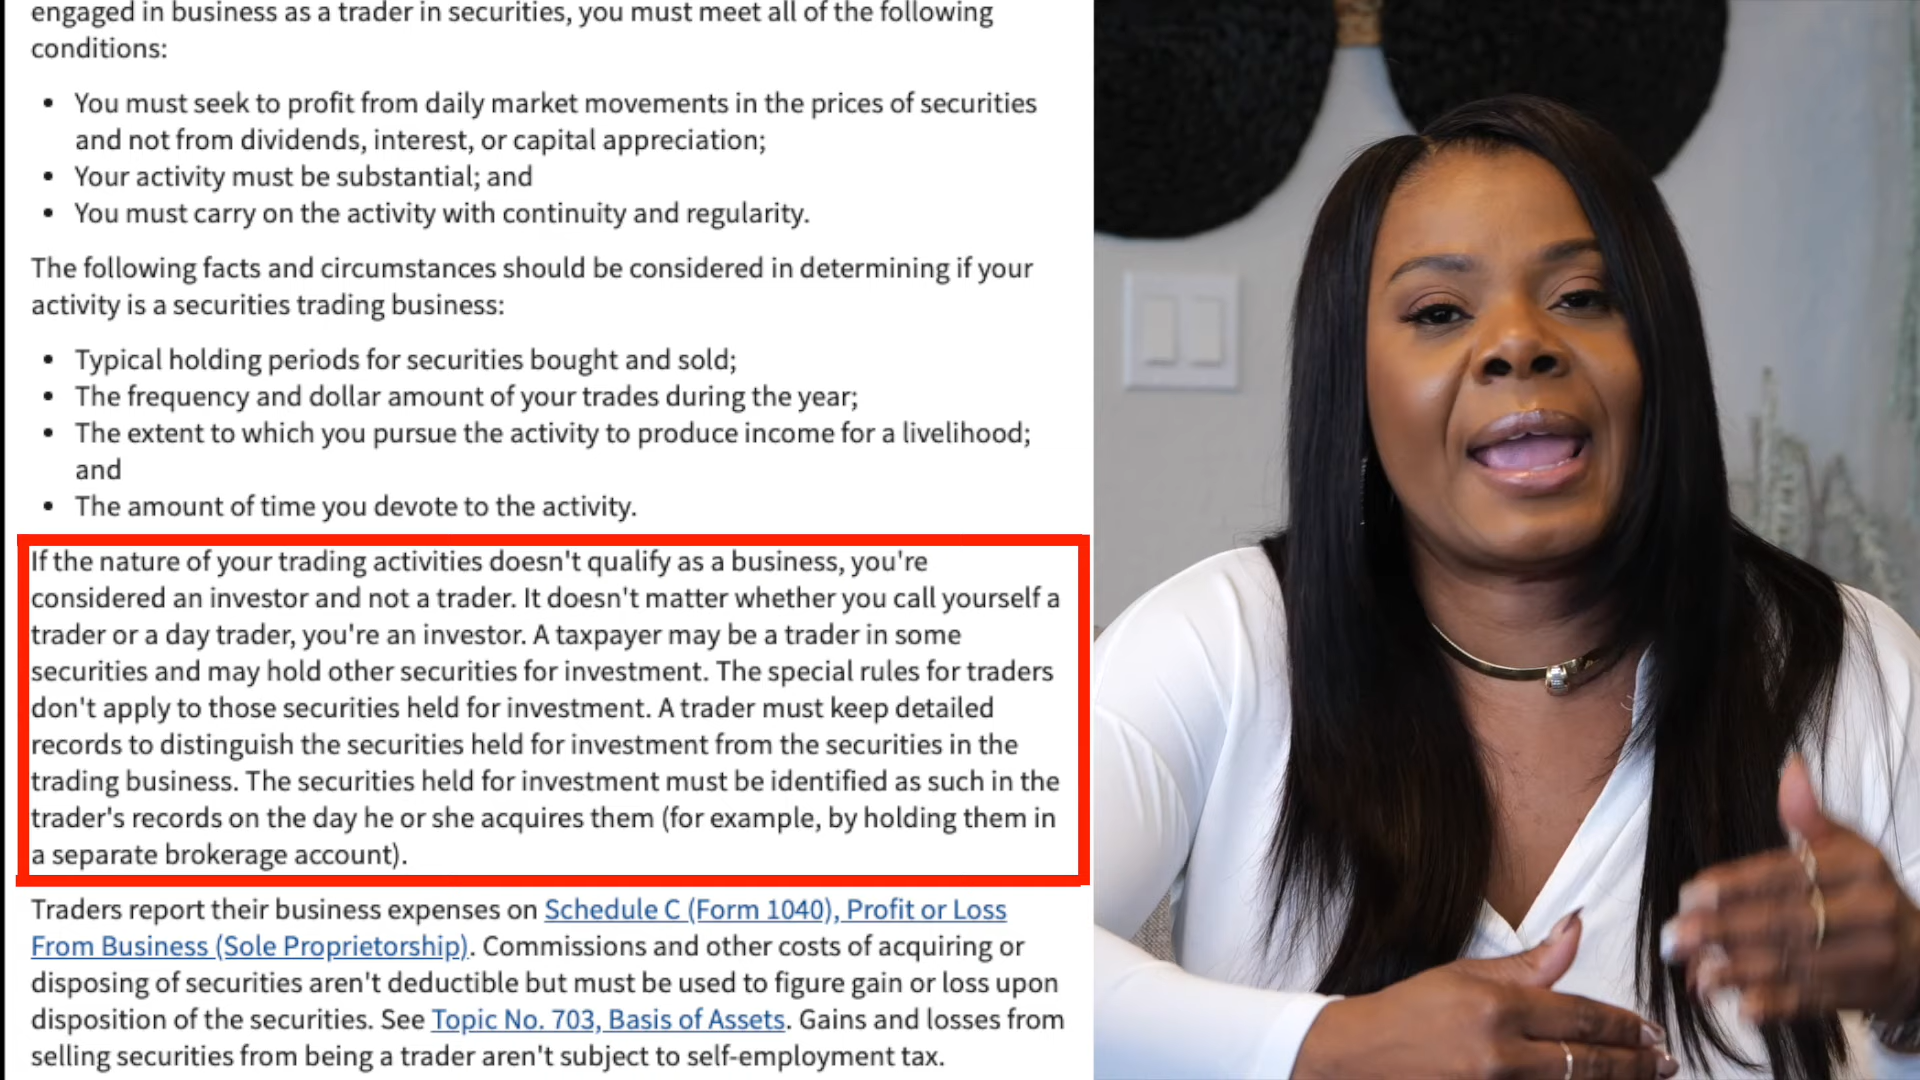 engaged in business as a trader in securities, you must meet all of the following
conditions:
• You must seek to profit from daily market movements in the prices of securities
and not from dividends, interest, or capital appreciation;
• Your activity must be substantial; and
• You must carry on the activity with continuity and regularity.
The following facts and circumstances should be considered in determining if your
activity is a securities trading business:
• Typical holding periods for securities bought and sold;
• The frequency and dollar amount of your trades during the year;
• The extent to which you pursue the activity to produce income for a livelihood;
and
• The amount of time you devote to the activity.
If the nature of your trading activities doesn't qualify as a business, you're
considered an investor and not a trader. It doesn't matter whether you call yourself a
trader or a day trader, you're an investor. A taxpayer may be a trader in some
securities and may hold other securities for investment. The special rules for traders
don't apply to those securities held for investment. A trader must keep detailed
records to distinguish the securities held for investment from the securities in the
trading business. The securities held for investment must be identified as such in the
trader's records on the day he or she acquires them (for example, by holding them in
a separate brokerage account).
Traders report their business expenses on Schedule C (Form 1040), Profit or Loss
From Business (Sole Proprietorship). Commissions and other costs of acquiring or
disposing of securities aren't deductible but must be used to figure gain or loss upon
disposition of the securities. See Topic No. 703, Basis of Assets. Gains and losses from
selling securities from being a trader aren't subject to self-employment tax.